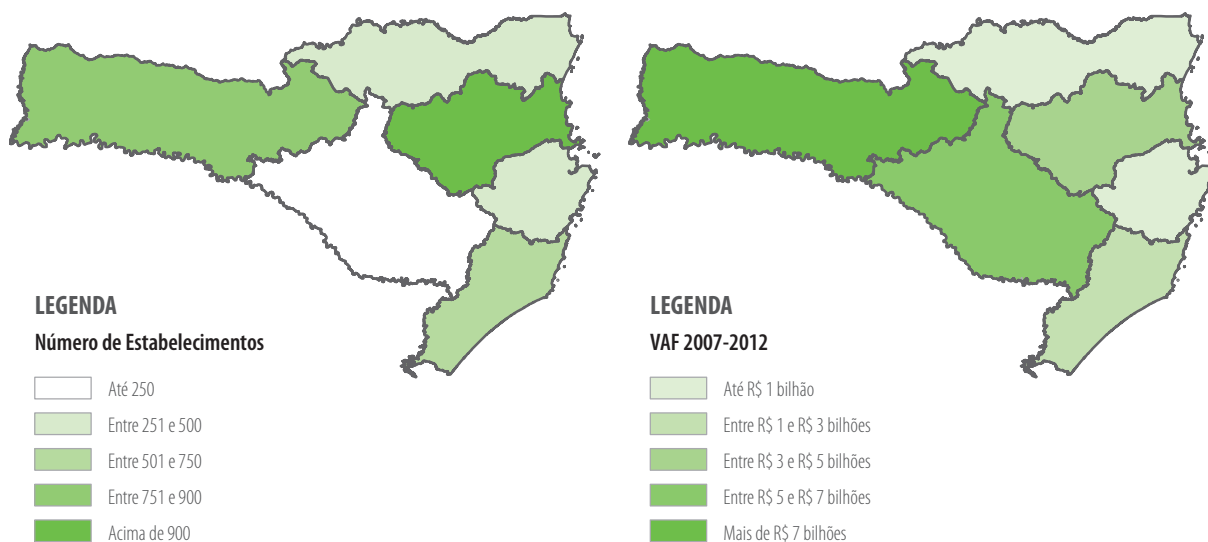 LEGENDA
Número de Estabelecimentos
Até 250
Entre 251 e 500
Entre 501 e 750
Entre 751 e 900
Acima de 900
LEGENDA
VAF 2007-2012
Até R$ 1 bilhão
Entre R$ 1 e R$ 3 bilhões
Entre R$ 3 e R$ 5 bilhões
Entre R$ 5 e R$ 7 bilhões
Mais de R$ 7 bilhões